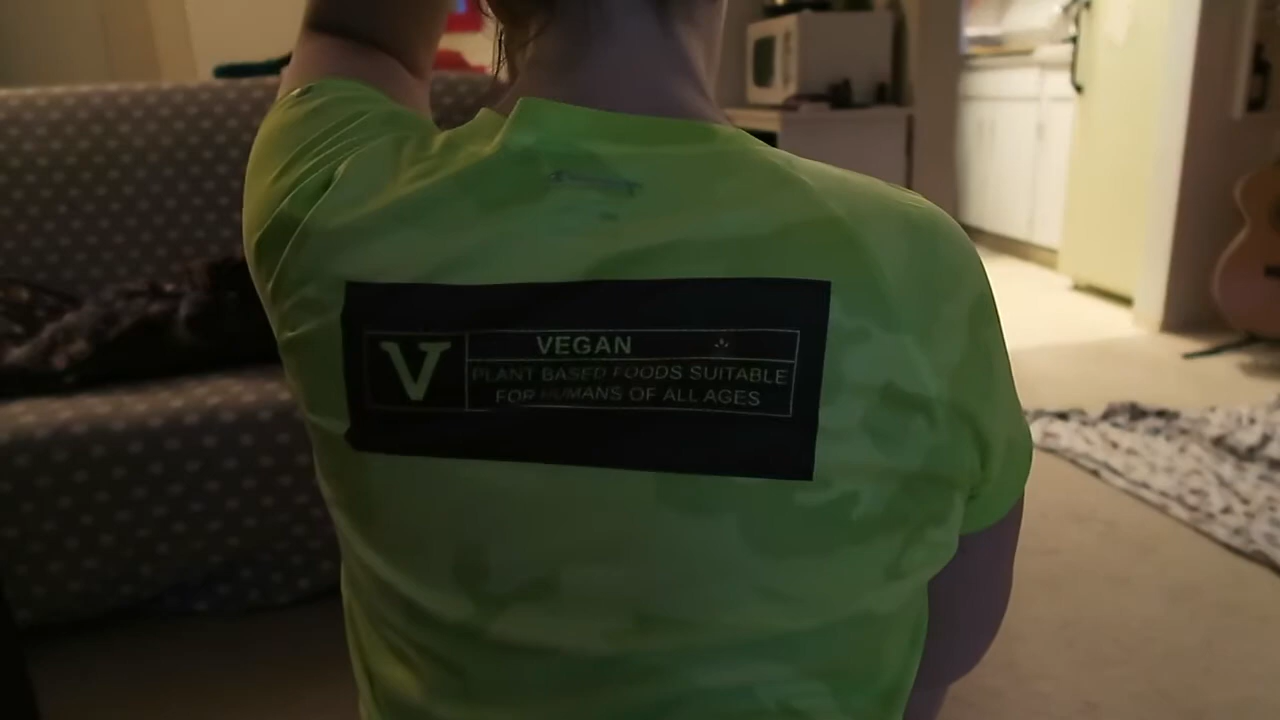 V
VEGAN
PLANT BASED FOODS SUITABLE
FOR HUMANS OF ALL AGES